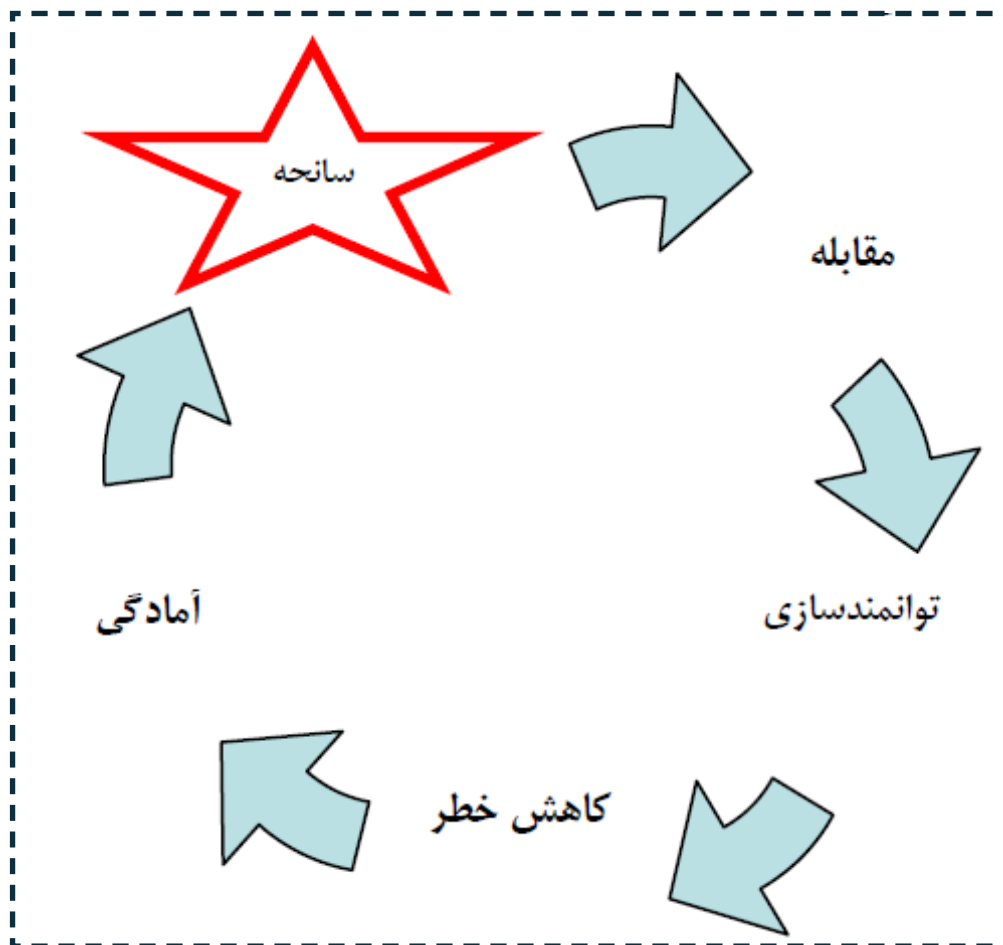 سانحه
مقابله
توانمندسازی
کاهش خطر
آمادگی